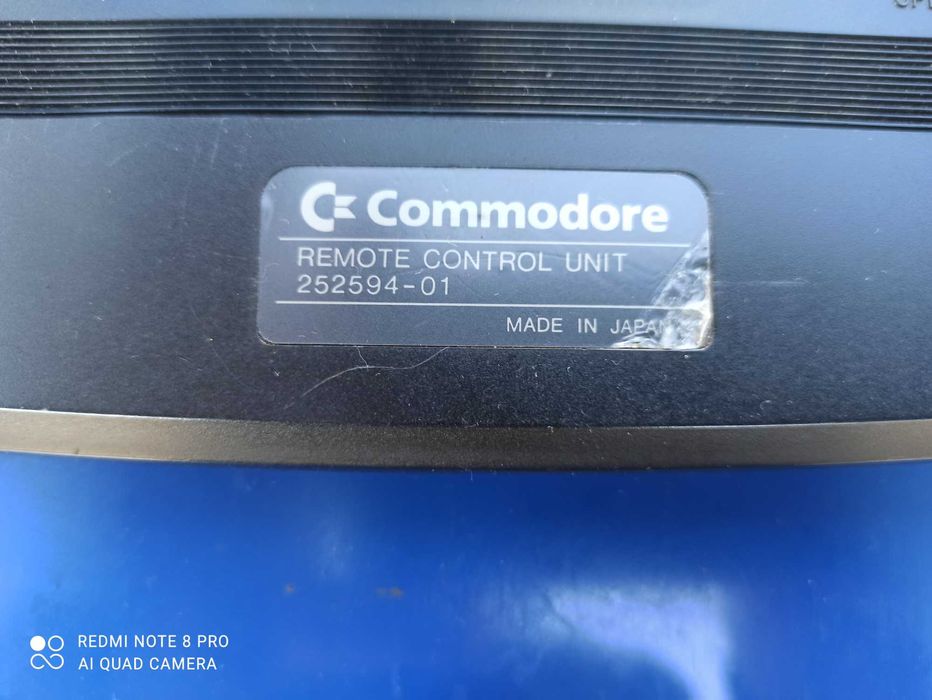 Commodore
REMOTE CONTROL UNIT
252594-01
MADE IN JAPAN
REDMI NOTE 8 PRO
AI QUAD CAMERA